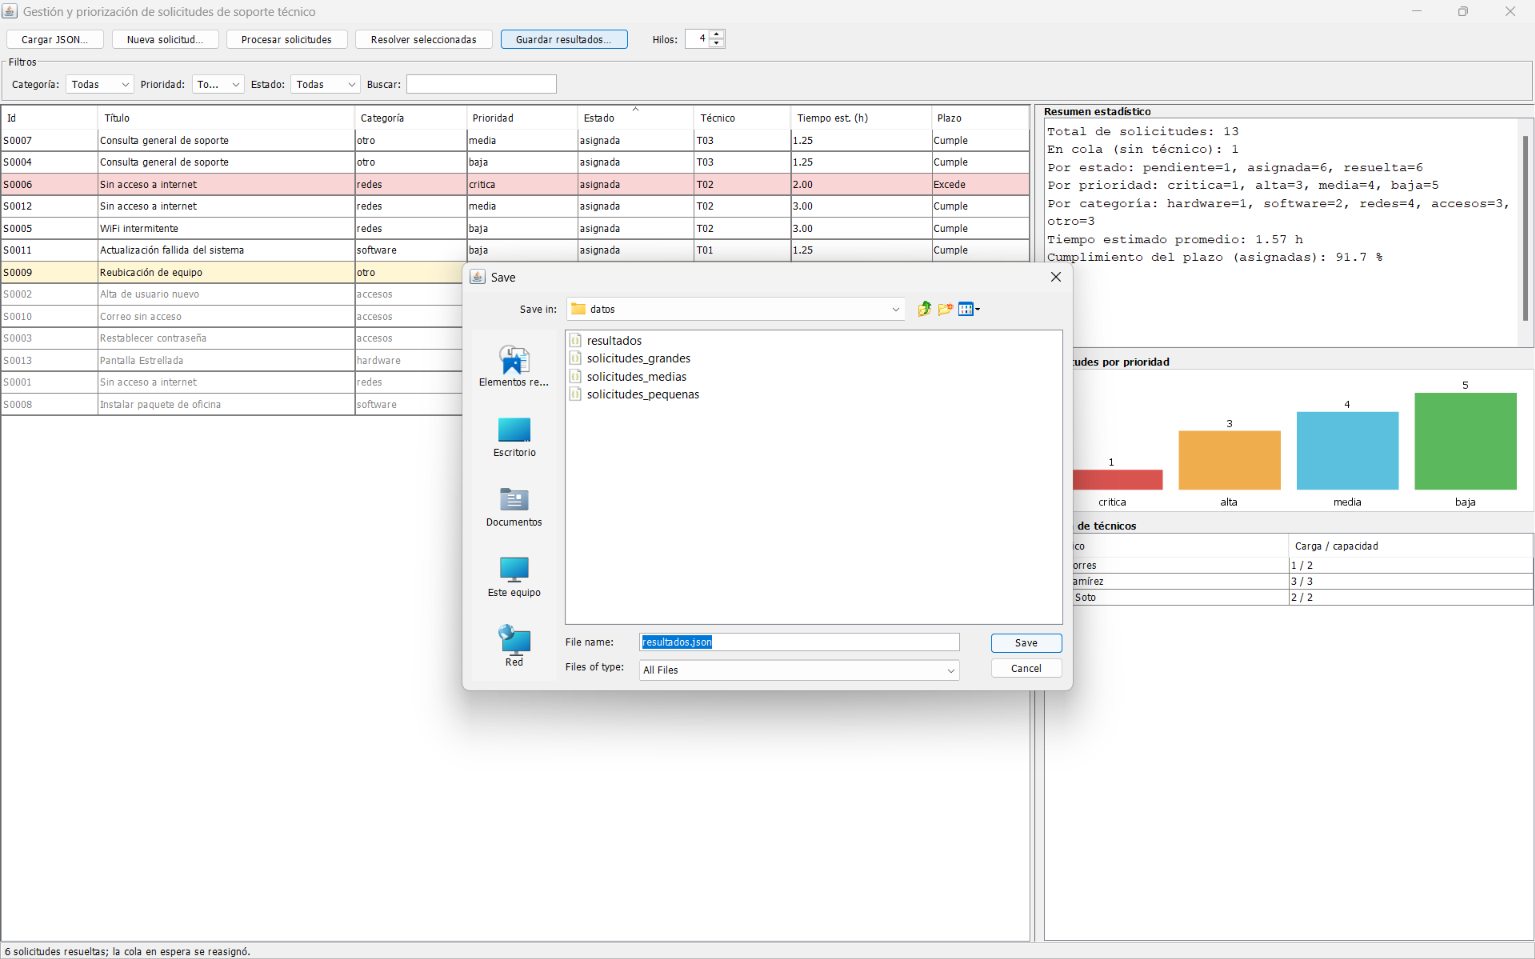 Gestión y priorización de solicitudes de soporte técnico
Cargar JSON... Nueva solicitud... Procesar solicitudes Resolver seleccionadas Guardar resultados... Hilos: 4
Filtros
Categoría: Todas Prioridad: To... Estado: Todas Buscar:
Id Título Categoría Prioridad Estado Técnico Tiempo est. (h) Plazo
S0007 Consulta general de soporte otro media asignada T03 1.25 Cumple
S0004 Consulta general de soporte otro baja asignada T03 1.25 Cumple
S0006 Sin acceso a internet redes critica asignada T02 2.00 Excede
S0012 Sin acceso a internet redes media asignada T02 3.00 Cumple
S0005 WiFi intermitente redes baja asignada T02 3.00 Cumple
S0011 Actualización fallida del sistema software baja asignada T01 1.25 Cumple
S0009 Reubicación de equipo otro
S0002 Alta de usuario nuevo accesos
S0010 Correo sin acceso accesos
S0003 Restablecer contraseña accesos
S0013 Pantalla Estrellada hardware
S0001 Sin acceso a internet redes
S0008 Instalar paquete de oficina software
Save
Save in: datos
Elementos re...
Escritorio
Documentos
Este equipo
Red
resultados
solicitudes_grandes
solicitudes_medias
solicitudes_pequenas
File name: resultados.json Save
Files of type: All Files Cancel
Resumen estadístico
Total de solicitudes: 13
En cola (sin técnico): 1
Por estado: pendiente=1, asignada=6, resuelta=6
Por prioridad: critica=1, alta=3, media=4, baja=5
Por categoría: hardware=1, software=2, redes=4, accesos=3,
otro=3
Tiempo estimado promedio: 1.57 h
Cumplimiento del plazo (asignadas): 91.7 %
tudes por prioridad
1 3 4 5
critica alta media baja
de técnicos
ico Carga / capacidad
orres 1 / 2
amírez 3 / 3
Soto 2 / 2
6 solicitudes resueltas; la cola en espera se reasignó.